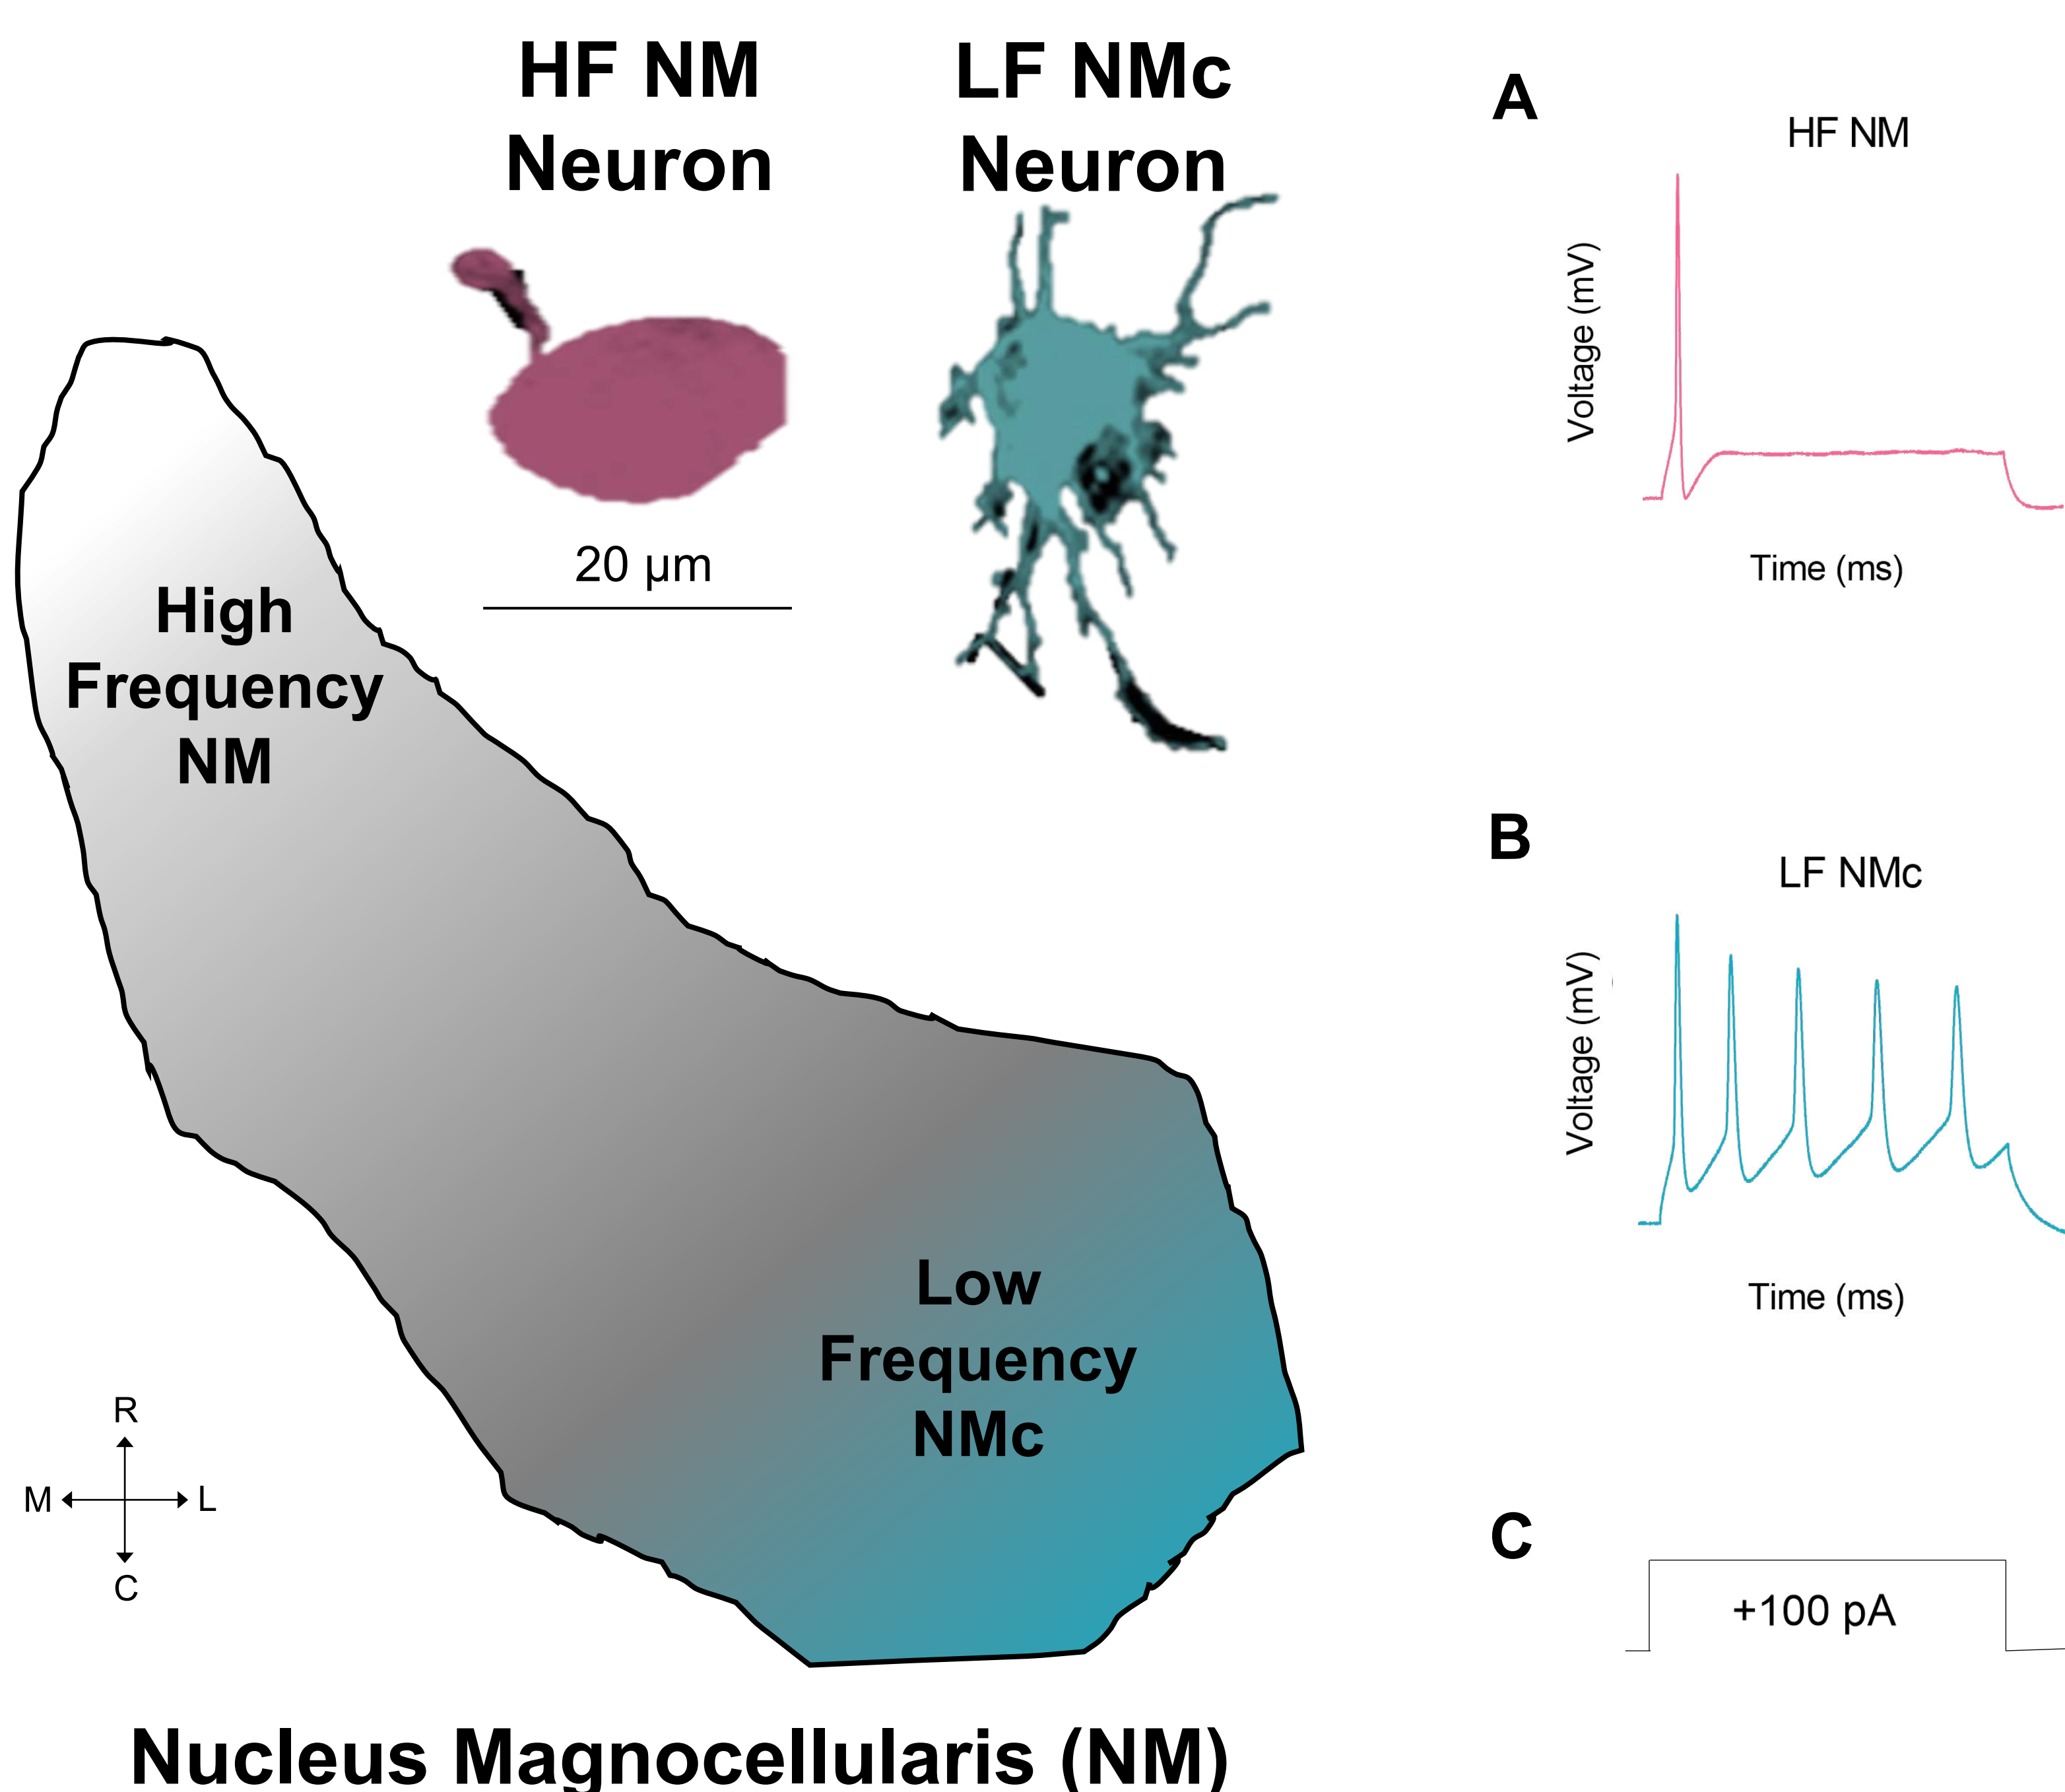 HF NM
Neuron
LF NMc
Neuron
20 µm
High
Frequency
NM
Low
Frequency
NMc
R
M
L
C
Nucleus Magnocellularis (NM)
A
HF NM
Voltage (mV)
Time (ms)
B
LF NMc
Voltage (mV)
Time (ms)
C
+100 pA